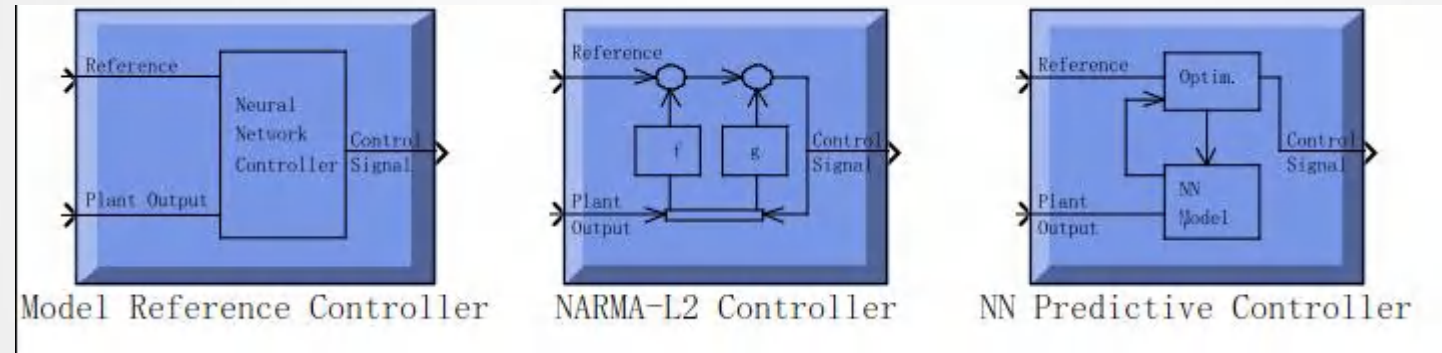 Reference
Neural
Network
Controller
Control
Signal
Plant Output
Model Reference Controller
Reference
f
g
Control
Signal
Plant
Output
NARMA-L2 Controller
Reference
Optim.
Control
Signal
NN
Model
Plant
Output
NN Predictive Controller